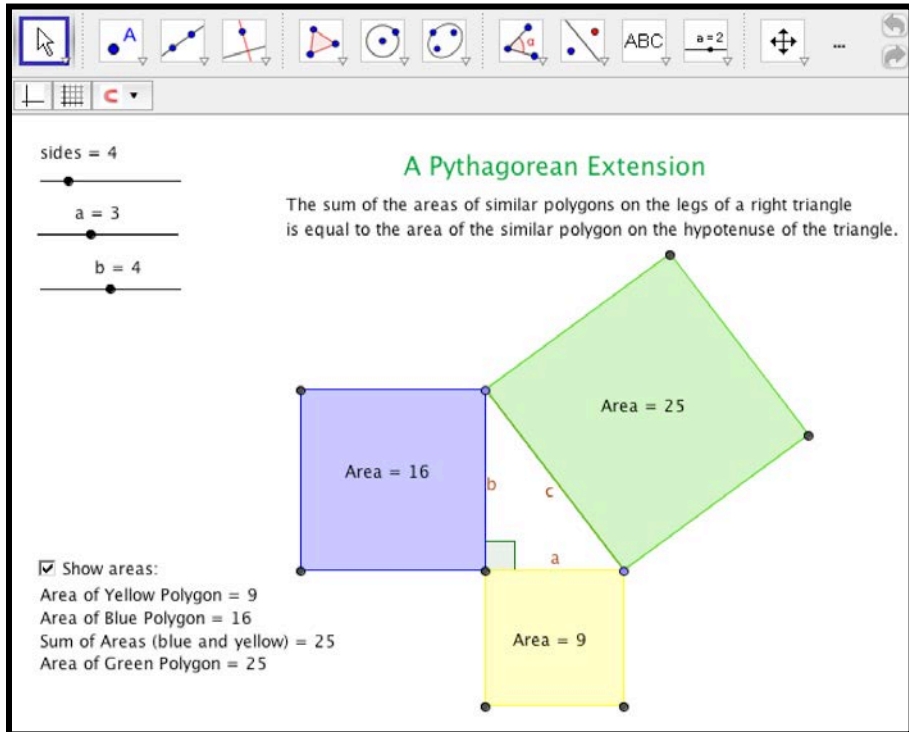 A
α
ABC
a = 2
...
sides = 4
a = 3
b = 4
A Pythagorean Extension
The sum of the areas of similar polygons on the legs of a right triangle
is equal to the area of the similar polygon on the hypotenuse of the triangle.
Area = 25
Area = 16
b
c
a
Area = 9
Show areas:
Area of Yellow Polygon = 9
Area of Blue Polygon = 16
Sum of Areas (blue and yellow) = 25
Area of Green Polygon = 25